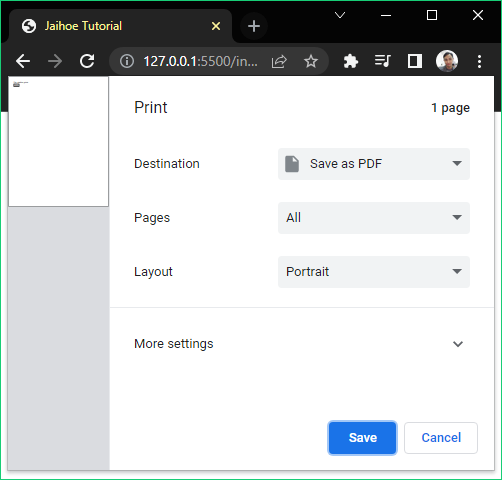 Jaihoe Tutorial
127.0.0.1:5500/in...
Print
1 page
Destination
Save as PDF
Pages
All
Layout
Portrait
More settings
Save
Cancel